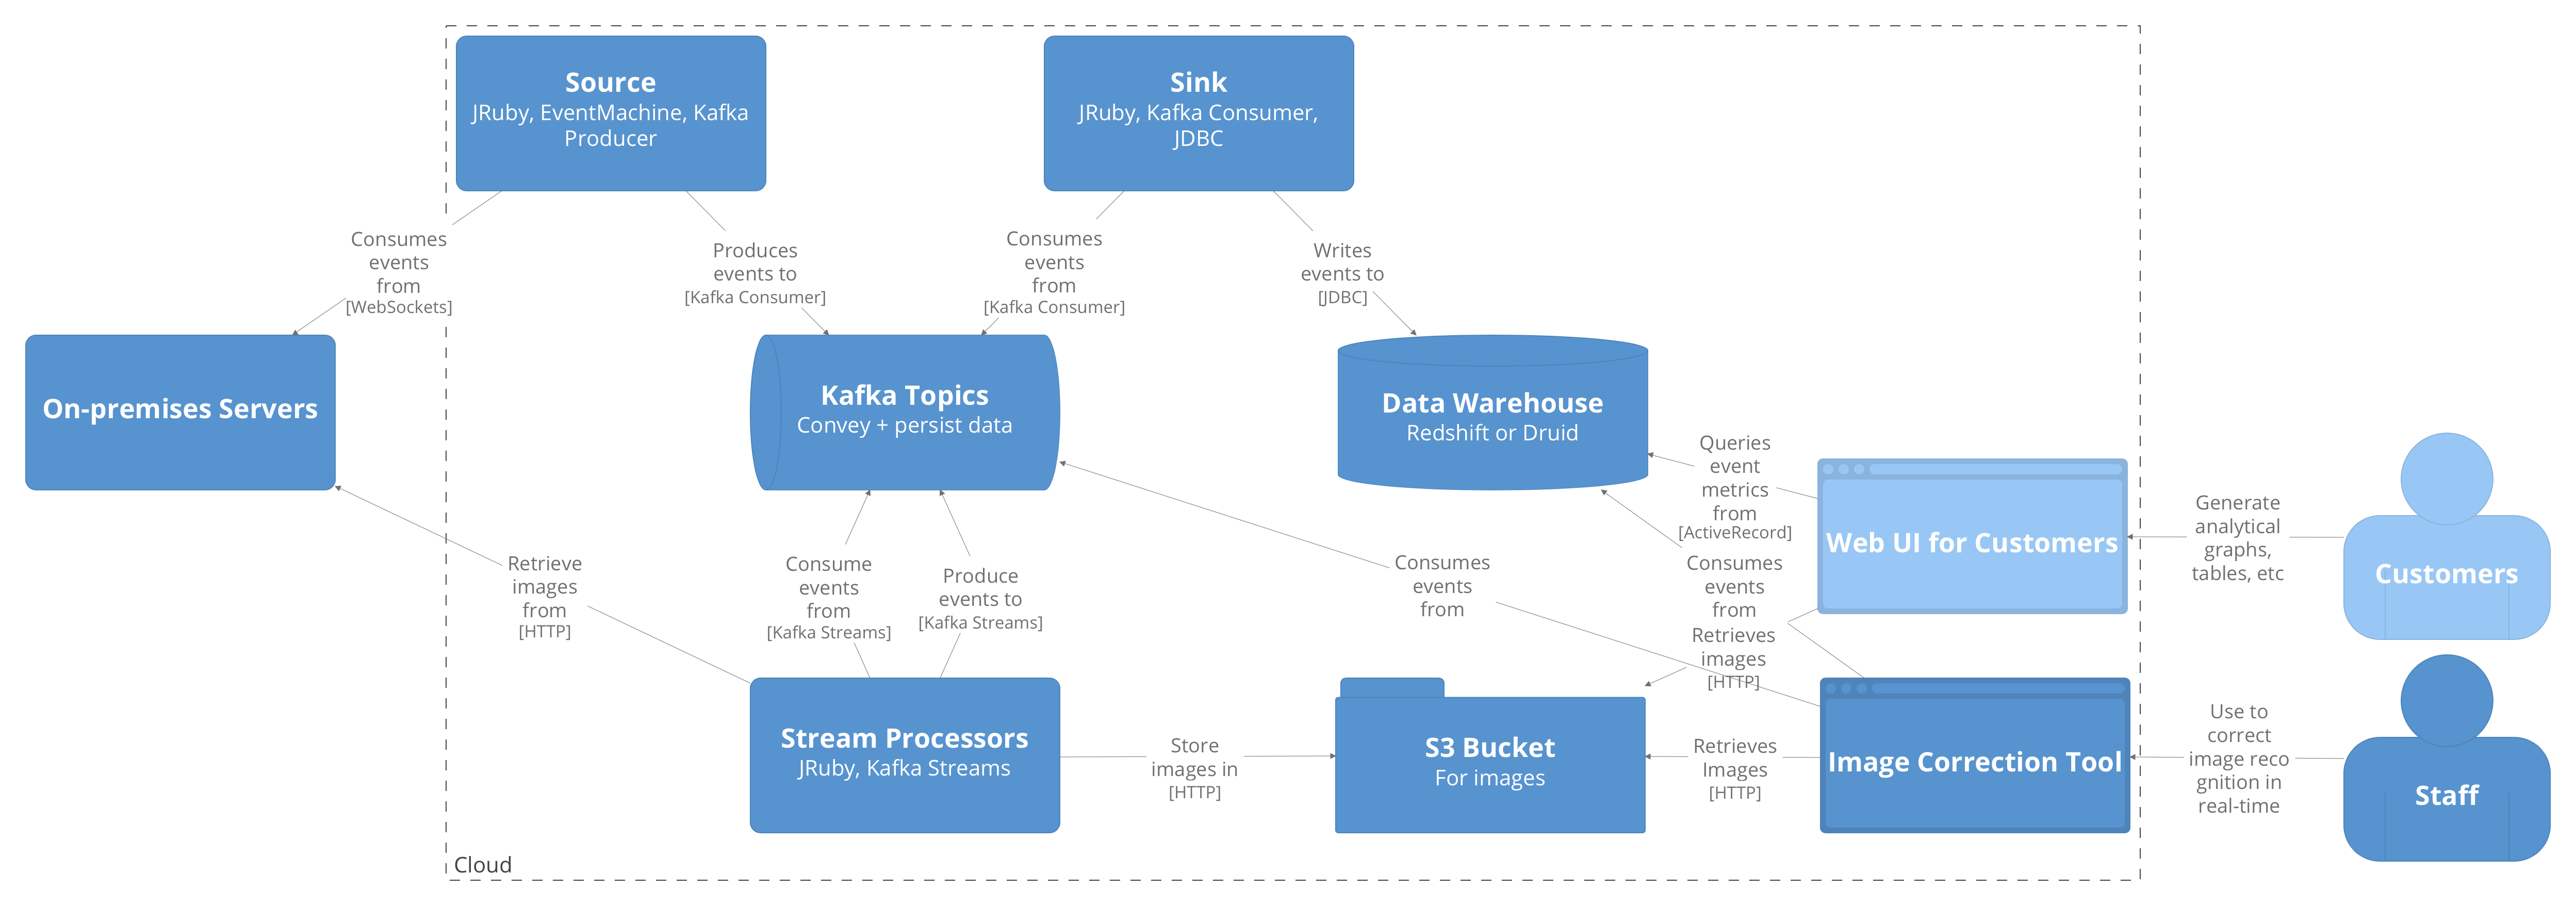 Source
JRuby, EventMachine, Kafka
Producer
Sink
JRuby, Kafka Consumer,
JDBC
Consumes
events
from
[WebSockets]
Produces
events to
[Kafka Consumer]
Consumes
events
from
[Kafka Consumer]
Writes
events to
[JDBC]
On-premises Servers
Kafka Topics
Convey + persist data
Data Warehouse
Redshift or Druid
Queries
event
metrics
from
[ActiveRecord]
Web UI for Customers
Generate
analytical
graphs,
tables, etc
Customers
Retrieve
images
from
[HTTP]
Consume
events
from
[Kafka Streams]
Produce
events to
[Kafka Streams]
Consumes
events
from
Consumes
events
from
Retrieves
images
[HTTP]
Stream Processors
JRuby, Kafka Streams
Store
images in
[HTTP]
S3 Bucket
For images
Retrieves
Images
[HTTP]
Image Correction Tool
Use to
correct
image reco
gnition in
real-time
Staff
Cloud